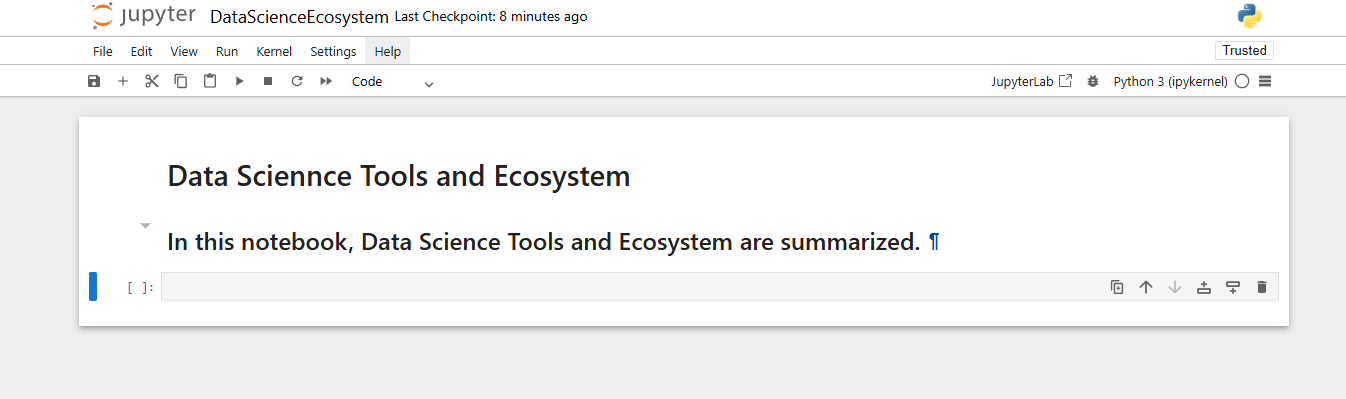 jupyter DataScienceEcosystem Last Checkpoint: 8 minutes ago
File Edit View Run Kernel Settings Help Trusted
Code JupyterLab Python 3 (ipykernel)
Data Sciennce Tools and Ecosystem
In this notebook, Data Science Tools and Ecosystem are summarized. ¶
[ ]: